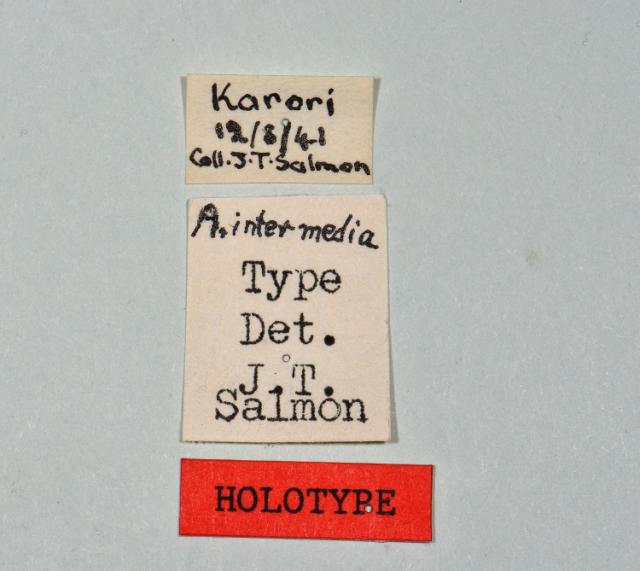 Karori
12/8/41
Coll. J.T. Salmon
A. intermedia
Type
Det.
J.T.
Salmon
HOLOTYPE